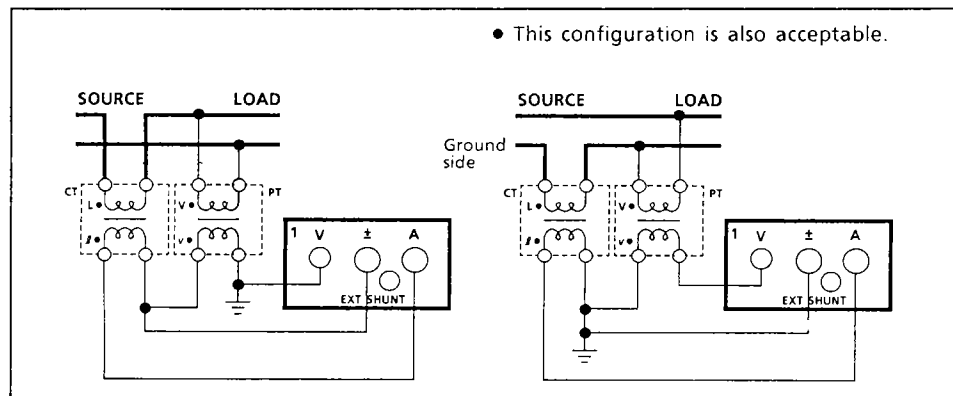 ● This configuration is also acceptable.
SOURCE LOAD
CT PT
L● V●
ℓ● v●
1 V ± A
EXT SHUNT
SOURCE LOAD
Ground
side
CT PT
L● V●
ℓ● v●
1 V ± A
EXT SHUNT